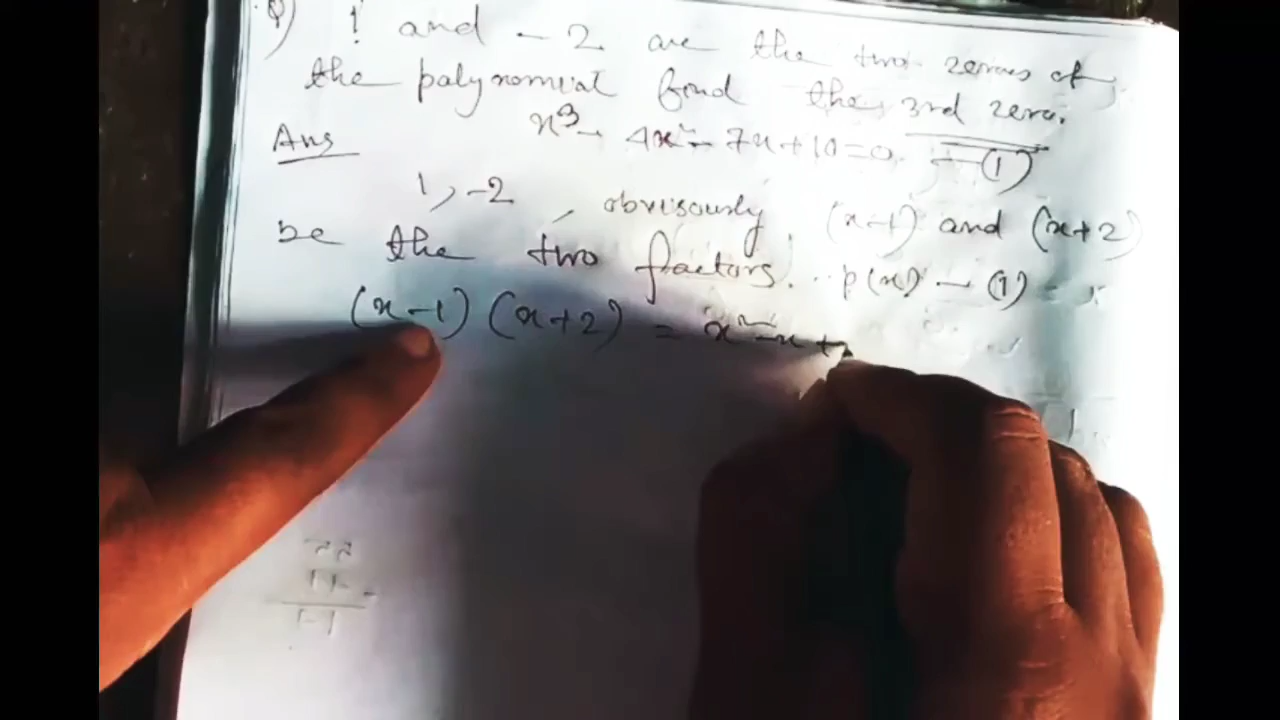 Q) 1 and - 2 are the two zeroes of
the polynomial find the 3rd zero.
Ans x³ - 4x² - 7x + 10 = 0 — (1)
1, -2, obvisously (x-1) and (x+2)
be the two factors. p(x) — (1)
(x-1) (x+2) = x² - x +